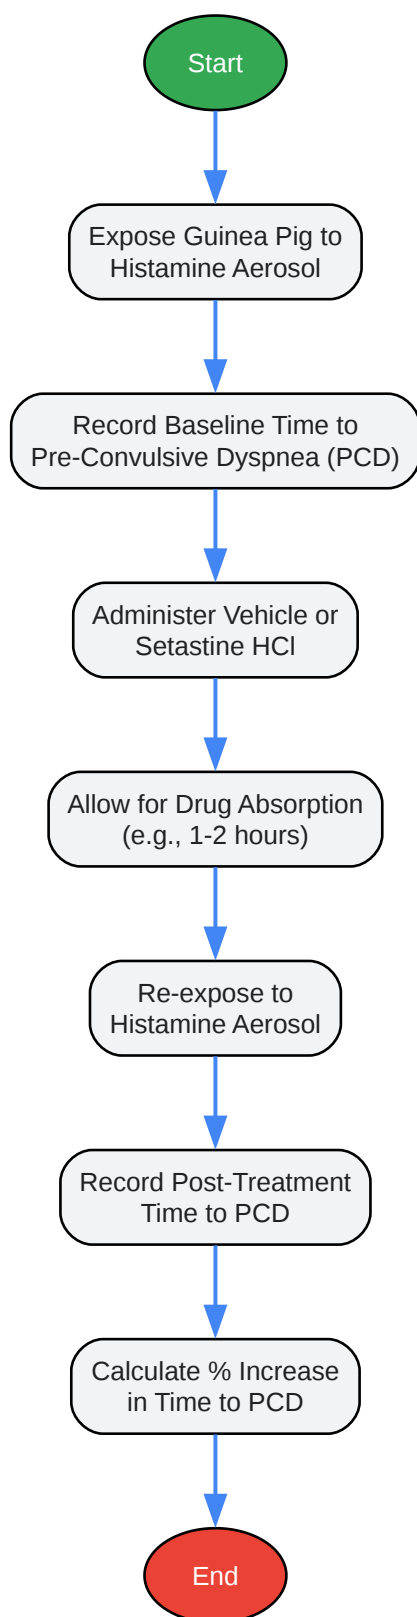 Start
Expose Guinea Pig to
Histamine Aerosol
Record Baseline Time to
Pre-Convulsive Dyspnea (PCD)
Administer Vehicle or
Setastine HCl
Allow for Drug Absorption
(e.g., 1-2 hours)
Re-expose to
Histamine Aerosol
Record Post-Treatment
Time to PCD
Calculate % Increase
in Time to PCD
End